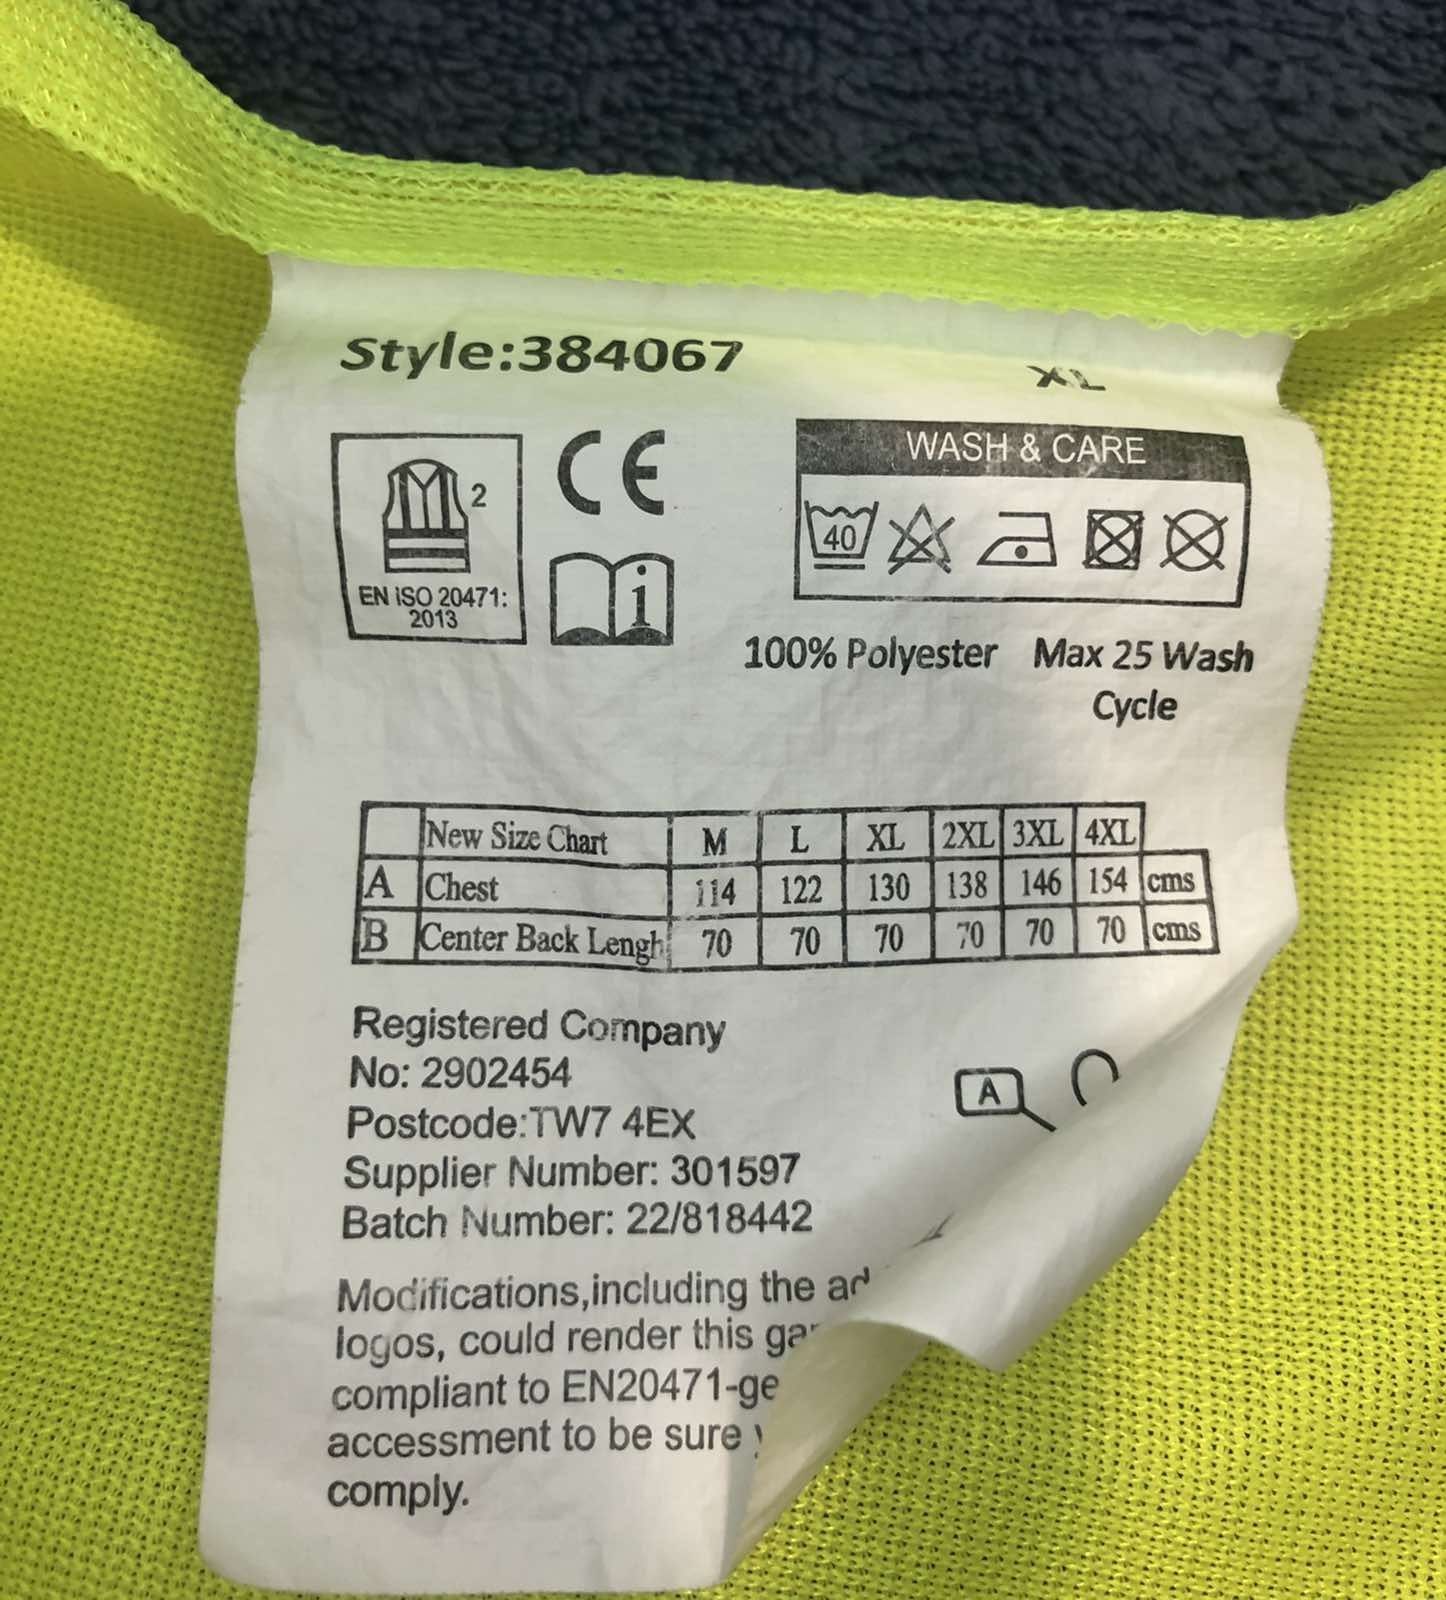 Style:384067 XL
2
EN ISO 20471:
2013
CE
i
WASH & CARE
40
100% Polyester Max 25 Wash
Cycle
New Size Chart M L XL 2XL 3XL 4XL
A Chest 114 122 130 138 146 154 cms
B Center Back Lengh 70 70 70 70 70 70 cms
Registered Company
No: 2902454
Postcode:TW7 4EX
Supplier Number: 301597
Batch Number: 22/818442
A
Modifications,including the
logos, could render this
compliant to EN20471-ge
accessment to be sure
comply.